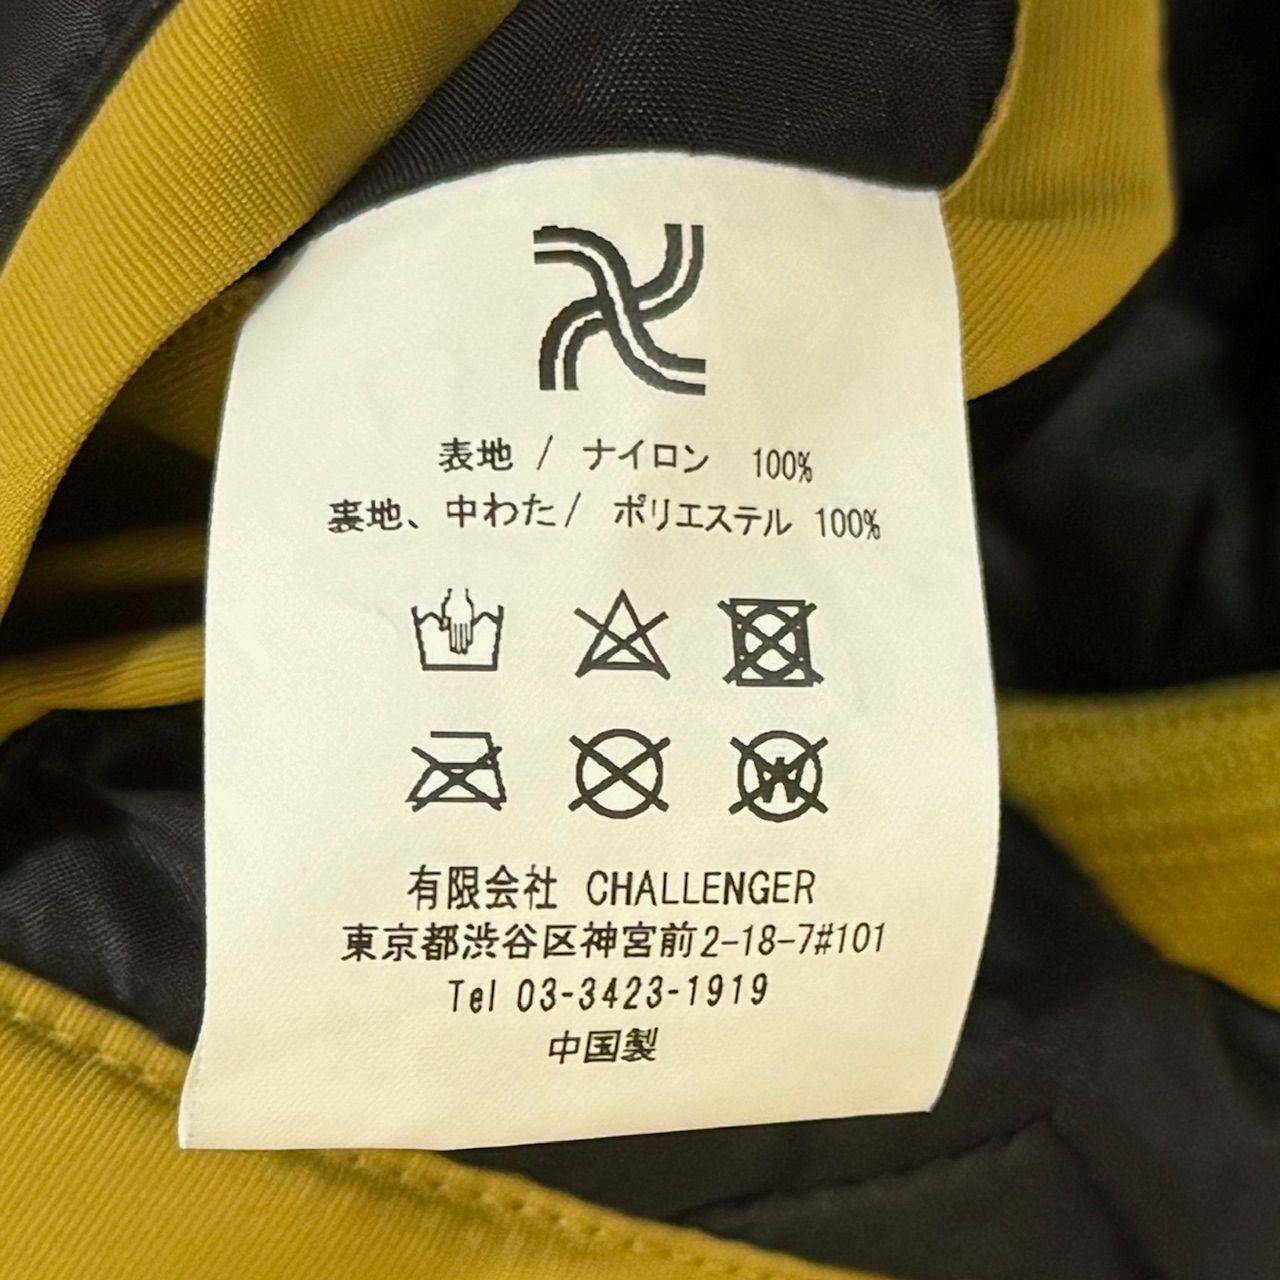 表地 / ナイロン 100%
裏地、中わた/ ポリエステル 100%
有限会社 CHALLENGER
東京都渋谷区神宮前2-18-7#101
Tel 03-3423-1919
中国製